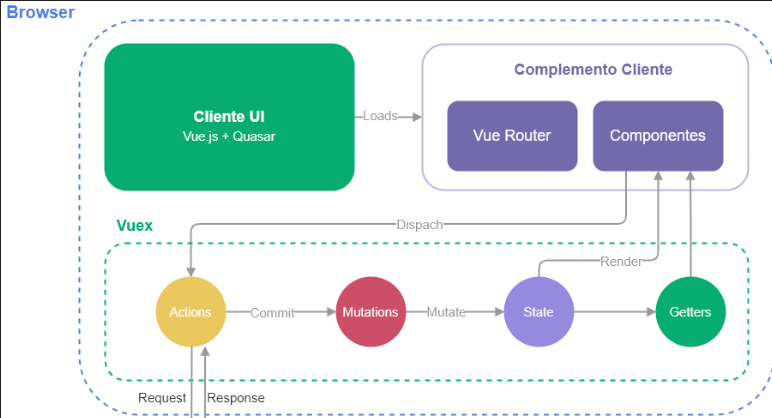 Browser
Cliente UI
Vue.js + Quasar
Loads
Complemento Cliente
Vue Router
Componentes
Dispach
Vuex
Render
Actions
Commit
Mutations
Mutate
State
Getters
Request
Response